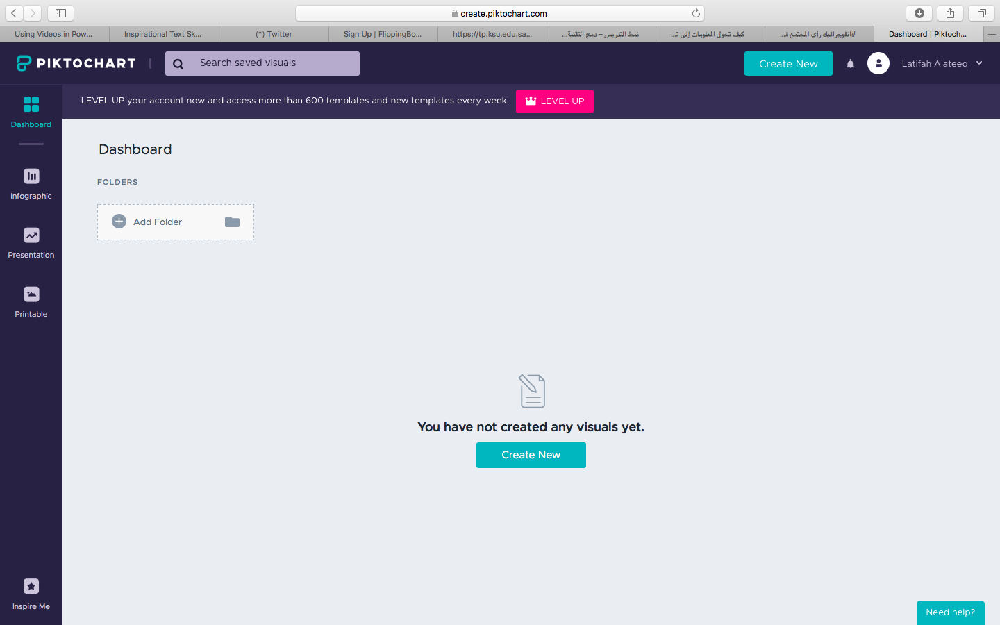 create.piktochart.com
Using Videos in Pow...
Inspirational Text Sk...
(*) Twitter
Sign Up | FlippingBo...
https://tp.ksu.edu.sa...
نمط التدريس – دمج التقنية...
كيف تحول المعلومات إلى ت...
#انفوجرافيك رأي المجتمع ف...
Dashboard | Piktoch...
PIKTOCHART
Search saved visuals
Create New
Latifah Alateeq
LEVEL UP your account now and access more than 600 templates and new templates every week.
LEVEL UP
Dashboard
Infographic
Presentation
Printable
Inspire Me
Dashboard
FOLDERS
Add Folder
You have not created any visuals yet.
Create New
Need help?